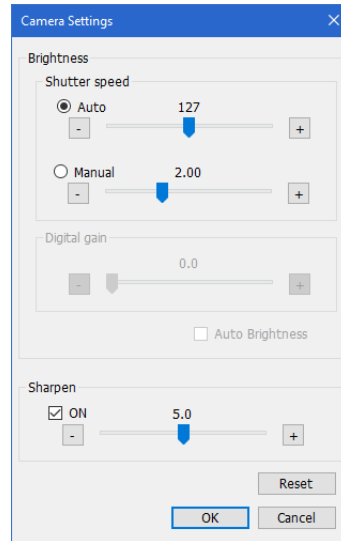 Camera Settings
Brightness
Shutter speed
Auto 127
- +
Manual 2.00
- +
Digital gain
0.0
- +
Auto Brightness
Sharpen
ON 5.0
- +
Reset
OK Cancel